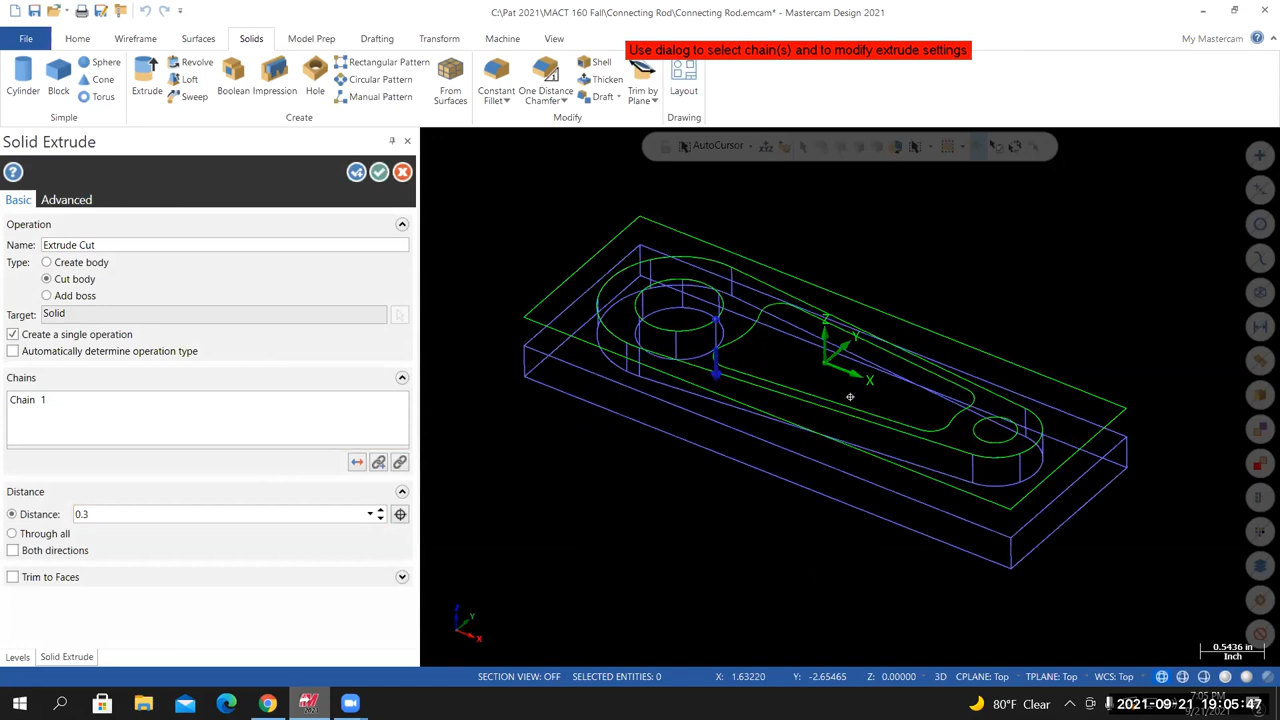 C:\Pat 2021\MACT 160 Fall\Connecting Rod\Connecting Rod.emcam* - Mastercam Design 2021
File Home Wireframe Surfaces Solids Model Prep Drafting Transform Machine View My Mastercam
Use dialog to select chain(s) and to modify extrude settings
Cylinder Block Sphere Cone Torus
Simple
Extrude Revolve Loft Sweep Boolean Impression Hole Rectangular Pattern Circular Pattern Manual Pattern From Surfaces
Create
Constant Fillet One Distance Chamfer Shell Thicken Draft Trim by Plane
Modify
Layout
Drawing
Solid Extrude
Basic Advanced
Operation
Name: Extrude Cut
Type: Create body
Cut body
Add boss
Target: Solid
Create a single operation
Automatically determine operation type
Chains
Chain 1
Distance
Distance: 0.3
Through all
Both directions
Trim to Faces
Levels Solid Extrude
AutoCursor
Z
Y
X
Z
Y
X
0.5436 in
Inch
SECTION VIEW: OFF SELECTED ENTITIES: 0 X: 1.63220 Y: -2.65465 Z: 0.00000 3D CPLANE: Top TPLANE: Top WCS: Top
80°F Clear
7:05 PM
2021-09-21 19:05:47
9/21/2021